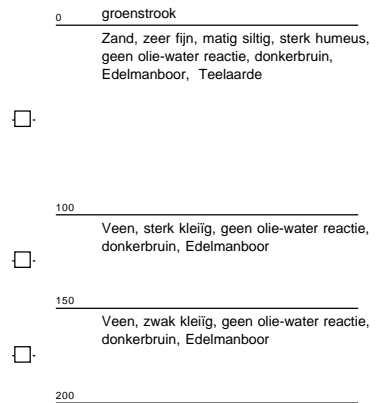 0 groenstrook
Zand, zeer fijn, matig siltig, sterk humeus,
geen olie-water reactie, donkerbruin,
Edelmanboor, Teelaarde
100
Veen, sterk kleiïg, geen olie-water reactie,
donkerbruin, Edelmanboor
150
Veen, zwak kleiïg, geen olie-water reactie,
donkerbruin, Edelmanboor
200